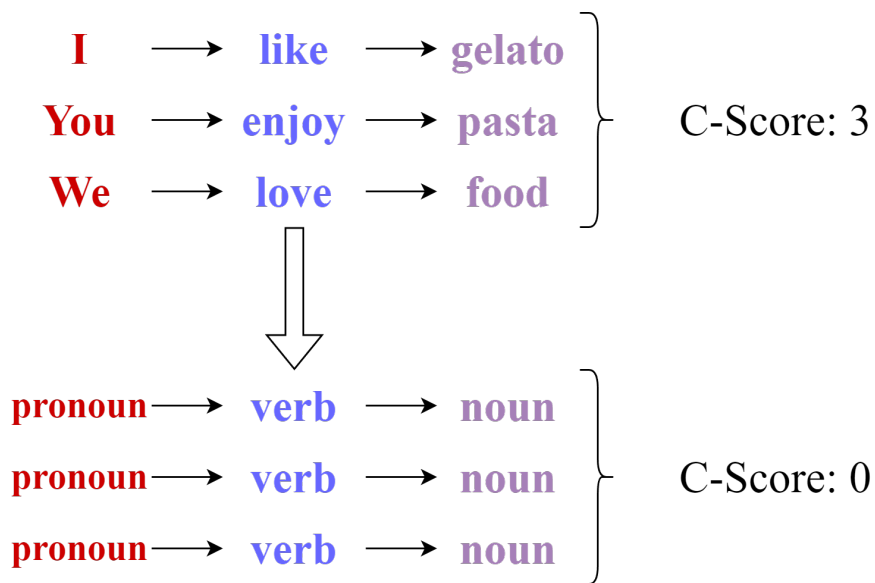 I like gelato
You enjoy pasta
We love food
C-Score: 3
pronoun verb noun
pronoun verb noun
pronoun verb noun
C-Score: 0